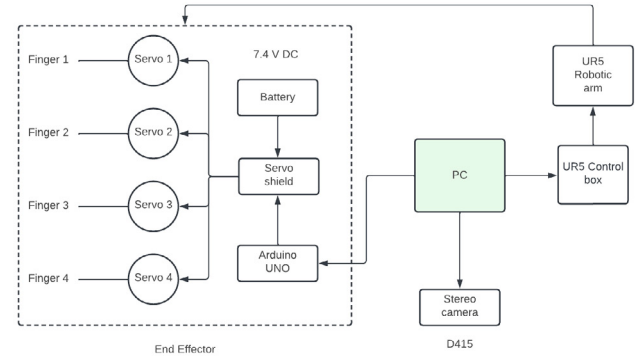 Finger 1
Servo 1
7.4 V DC
UR5
Robotic
arm
Battery
Finger 2
Servo 2
Servo
shield
PC
UR5 Control
box
Finger 3
Servo 3
Arduino
UNO
Finger 4
Servo 4
Stereo
camera
End Effector
D415